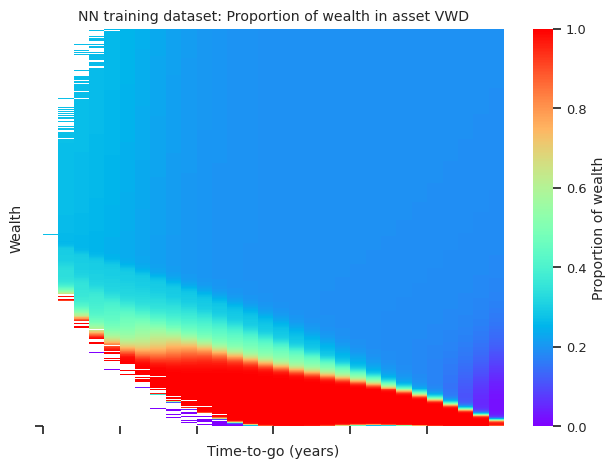 NN training dataset: Proportion of wealth in asset VWD
Wealth
Time-to-go (years)
1.0
0.8
0.6
0.4
0.2
0.0
Proportion of wealth